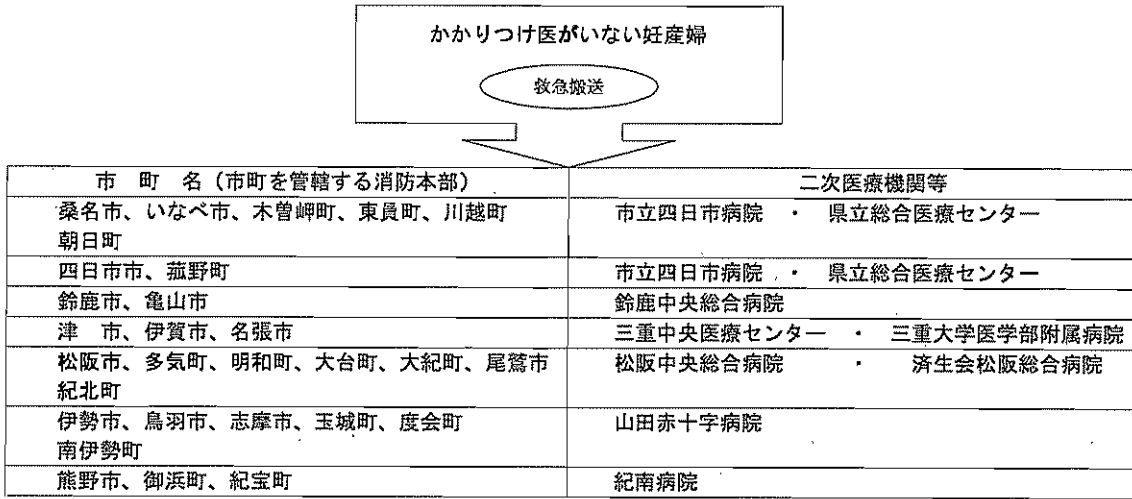 かかりつけ医がいない妊産婦
救急搬送
市　町　名（市町を管轄する消防本部）　二次医療機関等
桑名市、いなべ市、木曽岬町、東員町、川越町　市立四日市病院　・　県立総合医療センター
朝日町
四日市市、菰野町　市立四日市病院　・　県立総合医療センター
鈴鹿市、亀山市　鈴鹿中央総合病院
津　市、伊賀市、名張市　三重中央医療センター　・　三重大学医学部附属病院
松阪市、多気町、明和町、大台町、大紀町、尾鷲市　松阪中央総合病院　・　済生会松阪総合病院
紀北町
伊勢市、鳥羽市、志摩市、玉城町、度会町　山田赤十字病院
南伊勢町
熊野市、御浜町、紀宝町　紀南病院